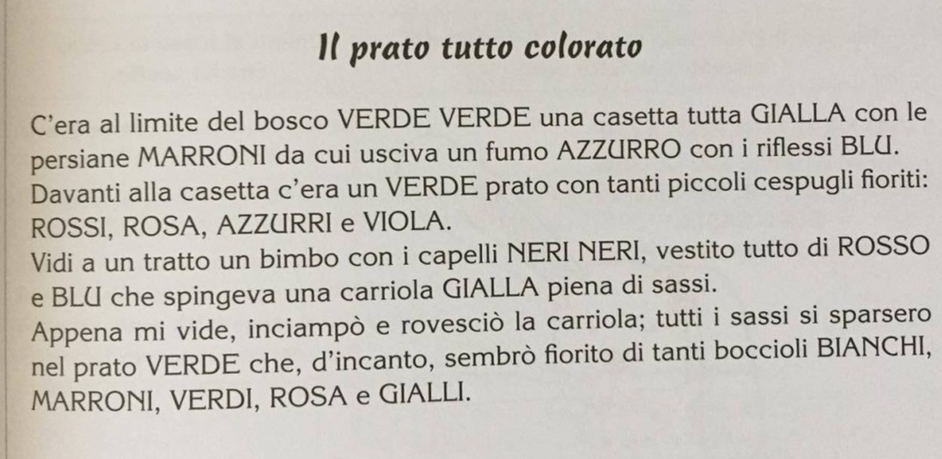 Il prato tutto colorato
C'era al limite del bosco VERDE VERDE una casetta tutta GIALLA con le
persiane MARRONI da cui usciva un fumo AZZURRO con i riflessi BLU.
Davanti alla casetta c'era un VERDE prato con tanti piccoli cespugli fioriti:
ROSSI, ROSA, AZZURRI e VIOLA.
Vidi a un tratto un bimbo con i capelli NERI NERI, vestito tutto di ROSSO
e BLU che spingeva una carriola GIALLA piena di sassi.
Appena mi vide, inciampò e rovesciò la carriola; tutti i sassi si sparsero
nel prato VERDE che, d'incanto, sembrò fiorito di tanti boccioli BIANCHI,
MARRONI, VERDI, ROSA e GIALLI.